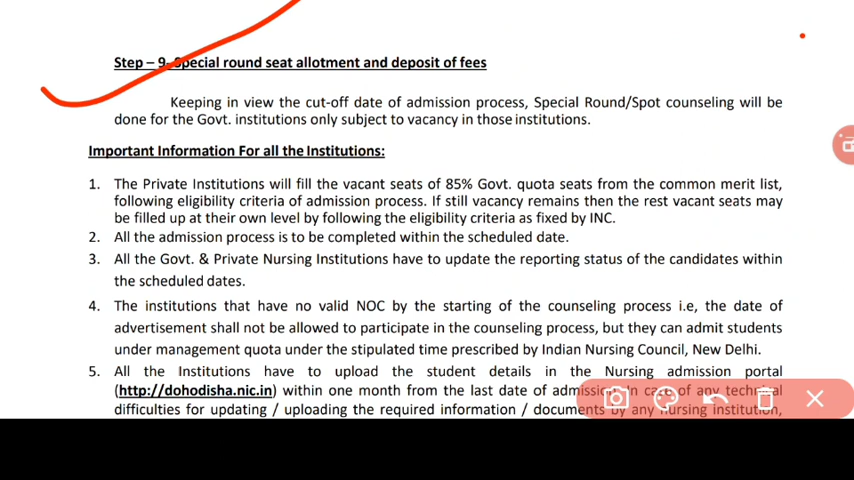 Step – 9- Special round seat allotment and deposit of fees
Keeping in view the cut-off date of admission process, Special Round/Spot counseling will be
done for the Govt. institutions only subject to vacancy in those institutions.
Important Information For all the Institutions:
1. The Private Institutions will fill the vacant seats of 85% Govt. quota seats from the common merit list,
following eligibility criteria of admission process. If still vacancy remains then the rest vacant seats may
be filled up at their own level by following the eligibility criteria as fixed by INC.
2. All the admission process is to be completed within the scheduled date.
3. All the Govt. & Private Nursing Institutions have to update the reporting status of the candidates within
the scheduled dates.
4. The institutions that have no valid NOC by the starting of the counseling process i.e, the date of
advertisement shall not be allowed to participate in the counseling process, but they can admit students
under management quota under the stipulated time prescribed by Indian Nursing Council, New Delhi.
5. All the Institutions have to upload the student details in the Nursing admission portal
(http://dohodisha.nic.in) within one month from the last date of admission. In case of any technical
difficulties for updating / uploading the required information / documents by any nursing institution,